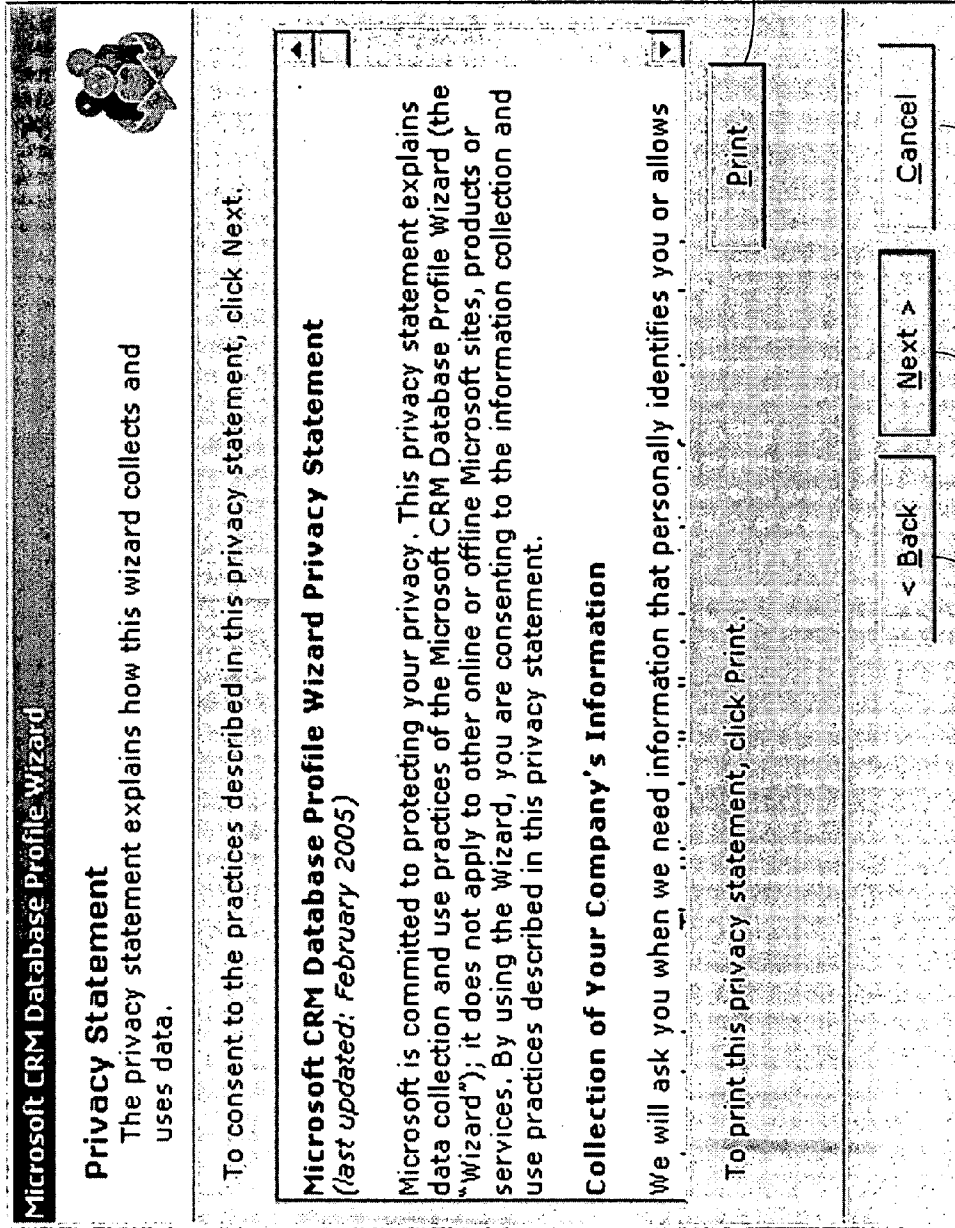 Microsoft CRM Database Profile Wizard
Privacy Statement
The privacy statement explains how this wizard collects and
uses data.
To consent to the practices described in this privacy statement, click Next.
Microsoft CRM Database Profile Wizard Privacy Statement
(last updated: February 2005)
Microsoft is committed to protecting your privacy. This privacy statement explains
data collection and use practices of the Microsoft CRM Database Profile Wizard (the
"Wizard"); it does not apply to other online or offline Microsoft sites, products or
services. By using the Wizard, you are consenting to the information collection and
use practices described in this privacy statement.
Collection of Your Company's Information
We will ask you when we need information that personally identifies you or allows
To print this privacy statement, click Print.
Print
< Back
Next >
Cancel